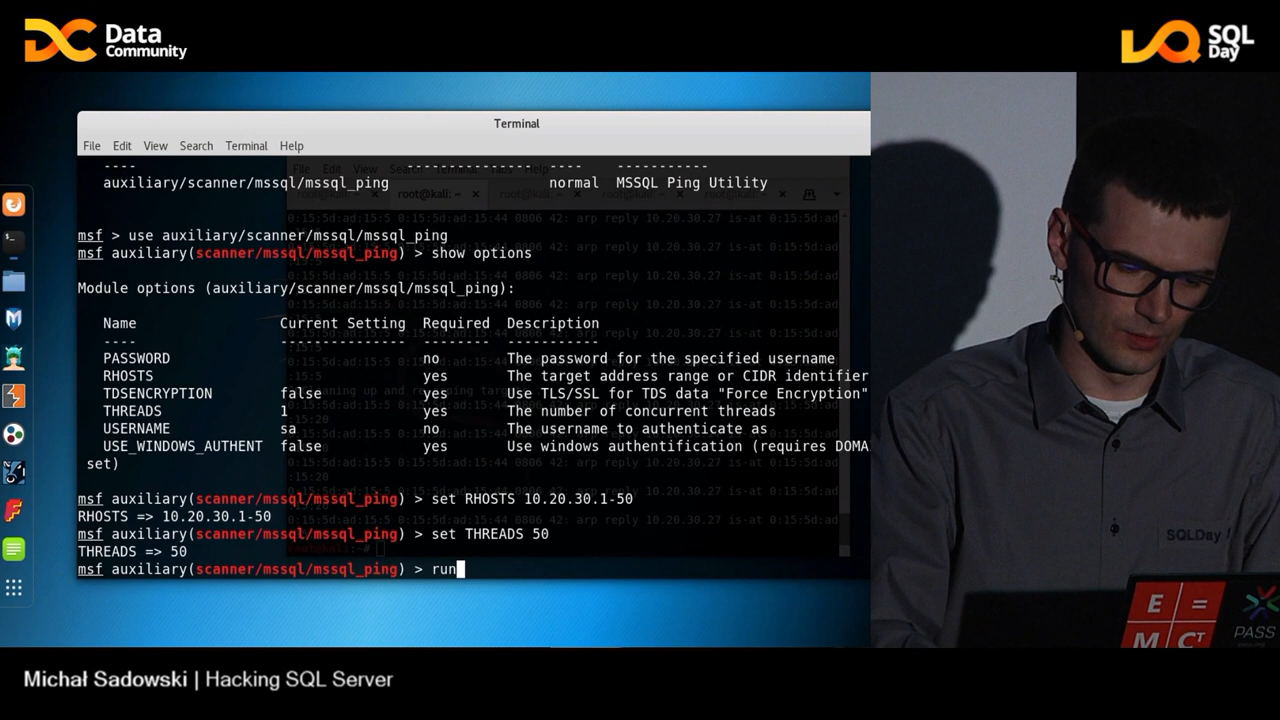 Data
Community
SQL
Day
Terminal
File Edit View Search Terminal Help
---- --------------- ---- -----------
auxiliary/scanner/mssql/mssql_ping normal MSSQL Ping Utility
msf > use auxiliary/scanner/mssql/mssql_ping
msf auxiliary(scanner/mssql/mssql_ping) > show options
Module options (auxiliary/scanner/mssql/mssql_ping):
Name Current Setting Required Description
---- --------------- -------- -----------
PASSWORD no The password for the specified username
RHOSTS yes The target address range or CIDR identifier
TDSENCRYPTION false yes Use TLS/SSL for TDS data "Force Encryption"
THREADS 1 yes The number of concurrent threads
USERNAME sa no The username to authenticate as
USE_WINDOWS_AUTHENT false yes Use windows authentification (requires DOMA
set)
msf auxiliary(scanner/mssql/mssql_ping) > set RHOSTS 10.20.30.1-50
RHOSTS => 10.20.30.1-50
msf auxiliary(scanner/mssql/mssql_ping) > set THREADS 50
THREADS => 50
msf auxiliary(scanner/mssql/mssql_ping) > run
SQLDay
E =
M C
PASS
Michał Sadowski | Hacking SQL Server